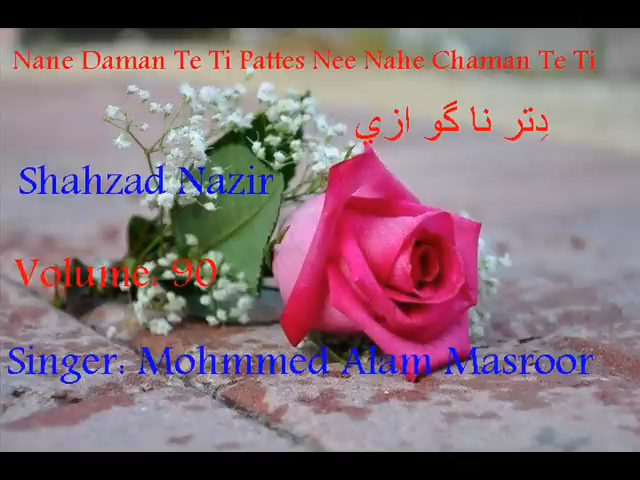 Nane Daman Te Ti Pattes Nee Nahe Chaman Te Ti
دِتر نا گو ازي
Shahzad Nazir
Volume: 90
Singer: Mohmmed Alam Masroor